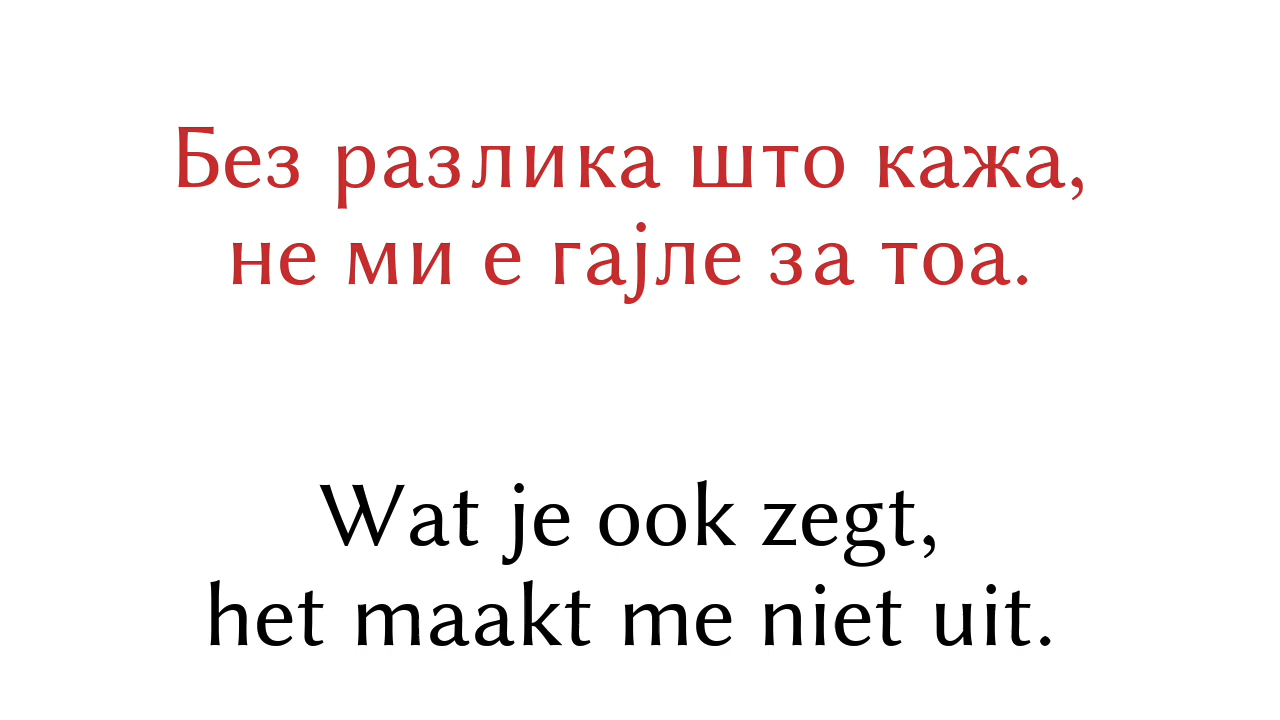 Без разлика што кажа,
не ми е гајле за тоа.
Wat je ook zegt,
het maakt me niet uit.